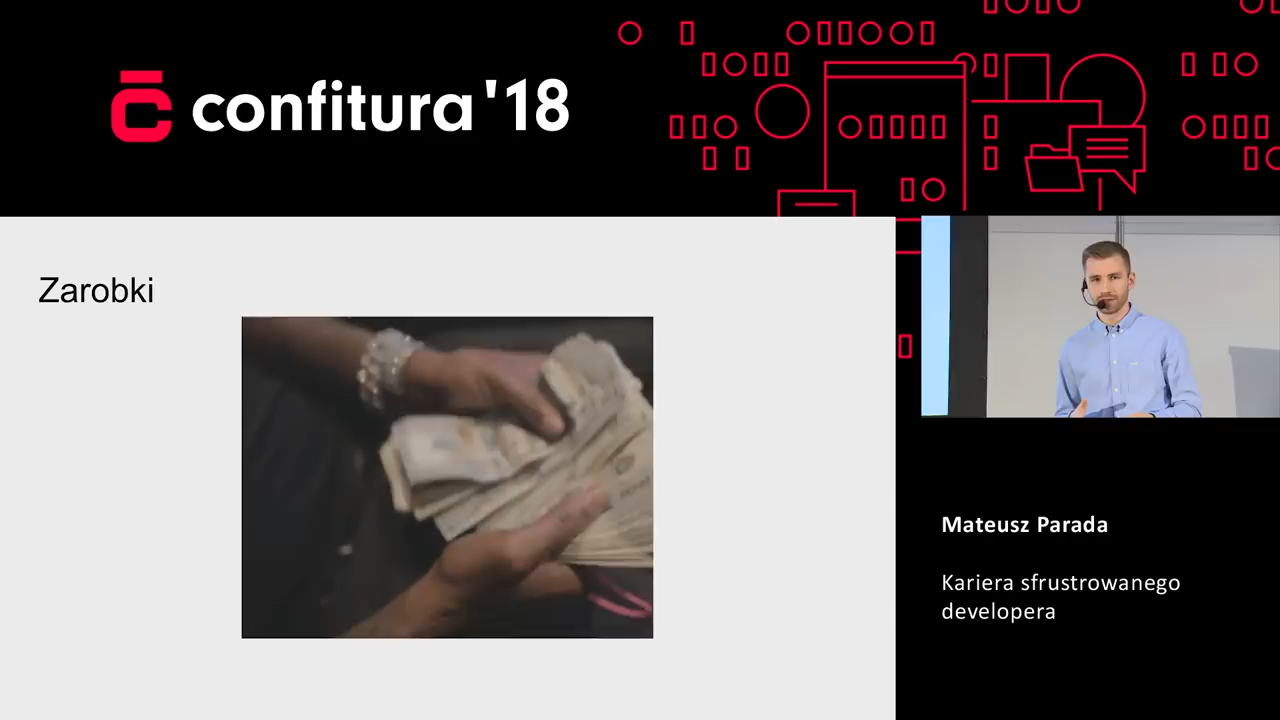 confitura '18
Zarobki
Mateusz Parada
Kariera sfrustrowanego
developera